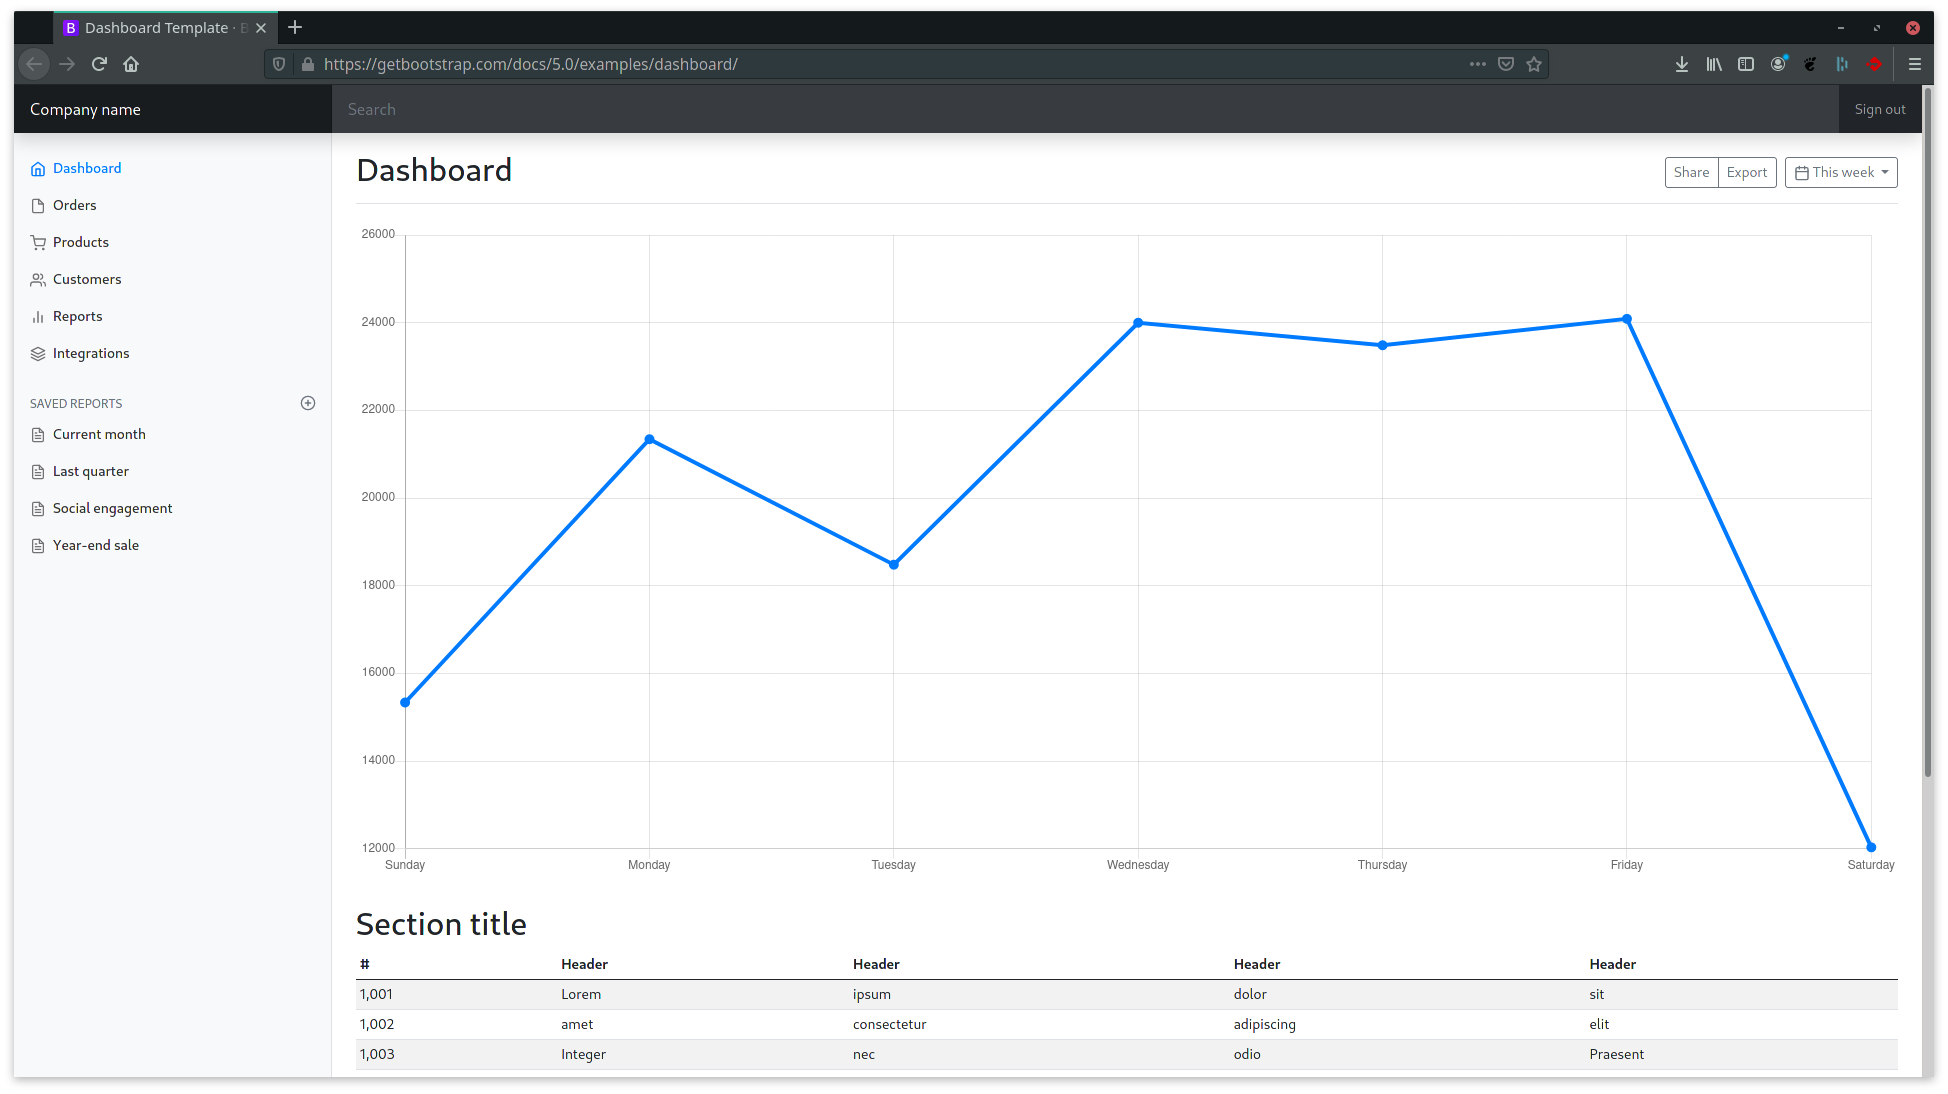 Dashboard Template · B
https://getbootstrap.com/docs/5.0/examples/dashboard/
Company name
Search
Sign out
Dashboard
Orders
Products
Customers
Reports
Integrations
SAVED REPORTS
Current month
Last quarter
Social engagement
Year-end sale
Dashboard
Share Export This week
26000
24000
22000
20000
18000
16000
14000
12000
Sunday Monday Tuesday Wednesday Thursday Friday Saturday
Section title
# Header Header Header Header
1,001 Lorem ipsum dolor sit
1,002 amet consectetur adipiscing elit
1,003 Integer nec odio Praesent